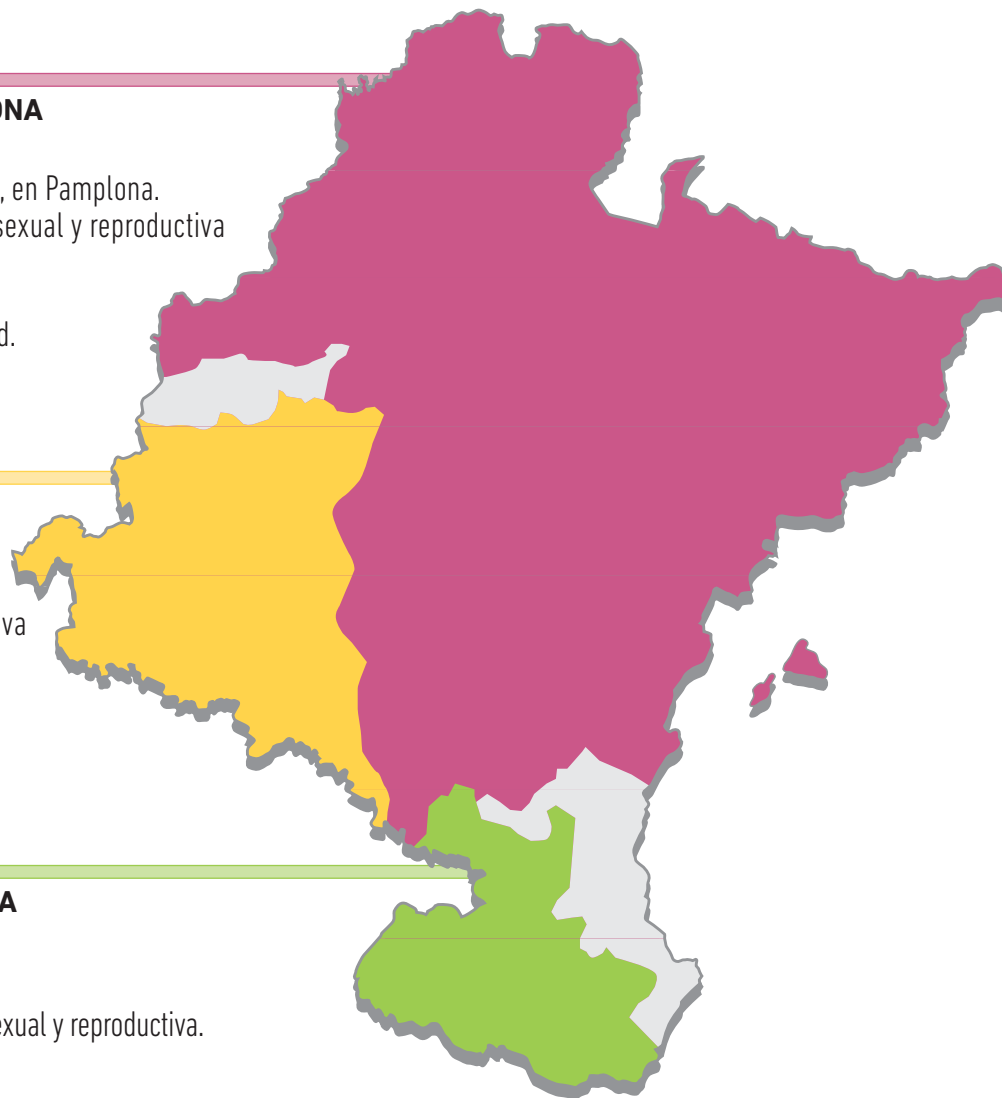 ONA
, en Pamplona.
sexual y reproductiva
d.
va
A
exual y reproductiva.